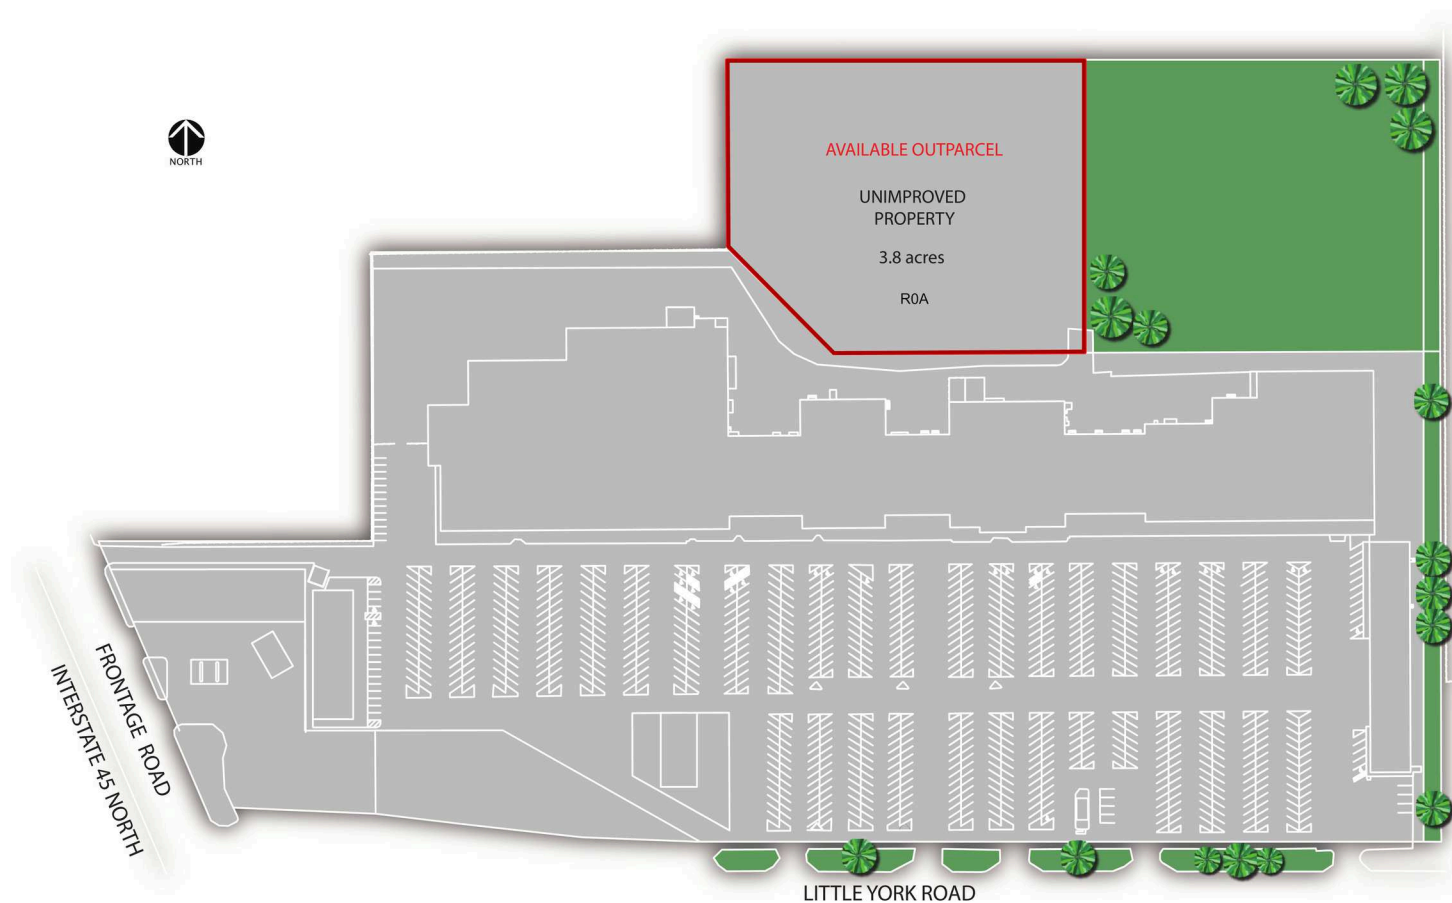 NORTH
AVAILABLE OUTPARCEL
UNIMPROVED
PROPERTY
3.8 acres
R0A
FRONTAGE ROAD
INTERSTATE 45 NORTH
LITTLE YORK ROAD